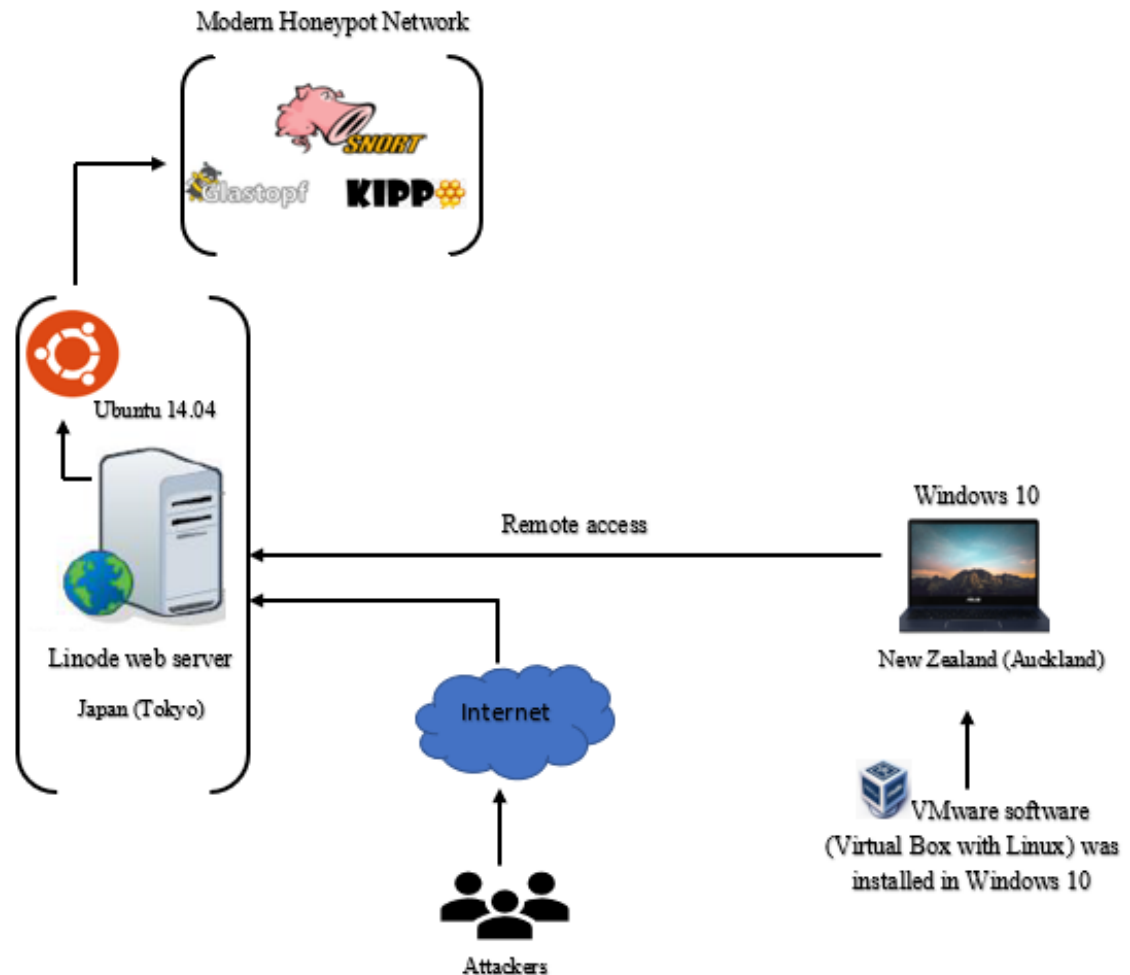 Modern Honeypot Network
SNORT
Glastopf
KIPP
Ubuntu 14.04
Windows 10
Remote access
Linode web server
Japan (Tokyo)
New Zealand (Auckland)
Internet
VMware software
(Virtual Box with Linux) was
installed in Windows 10
Attackers